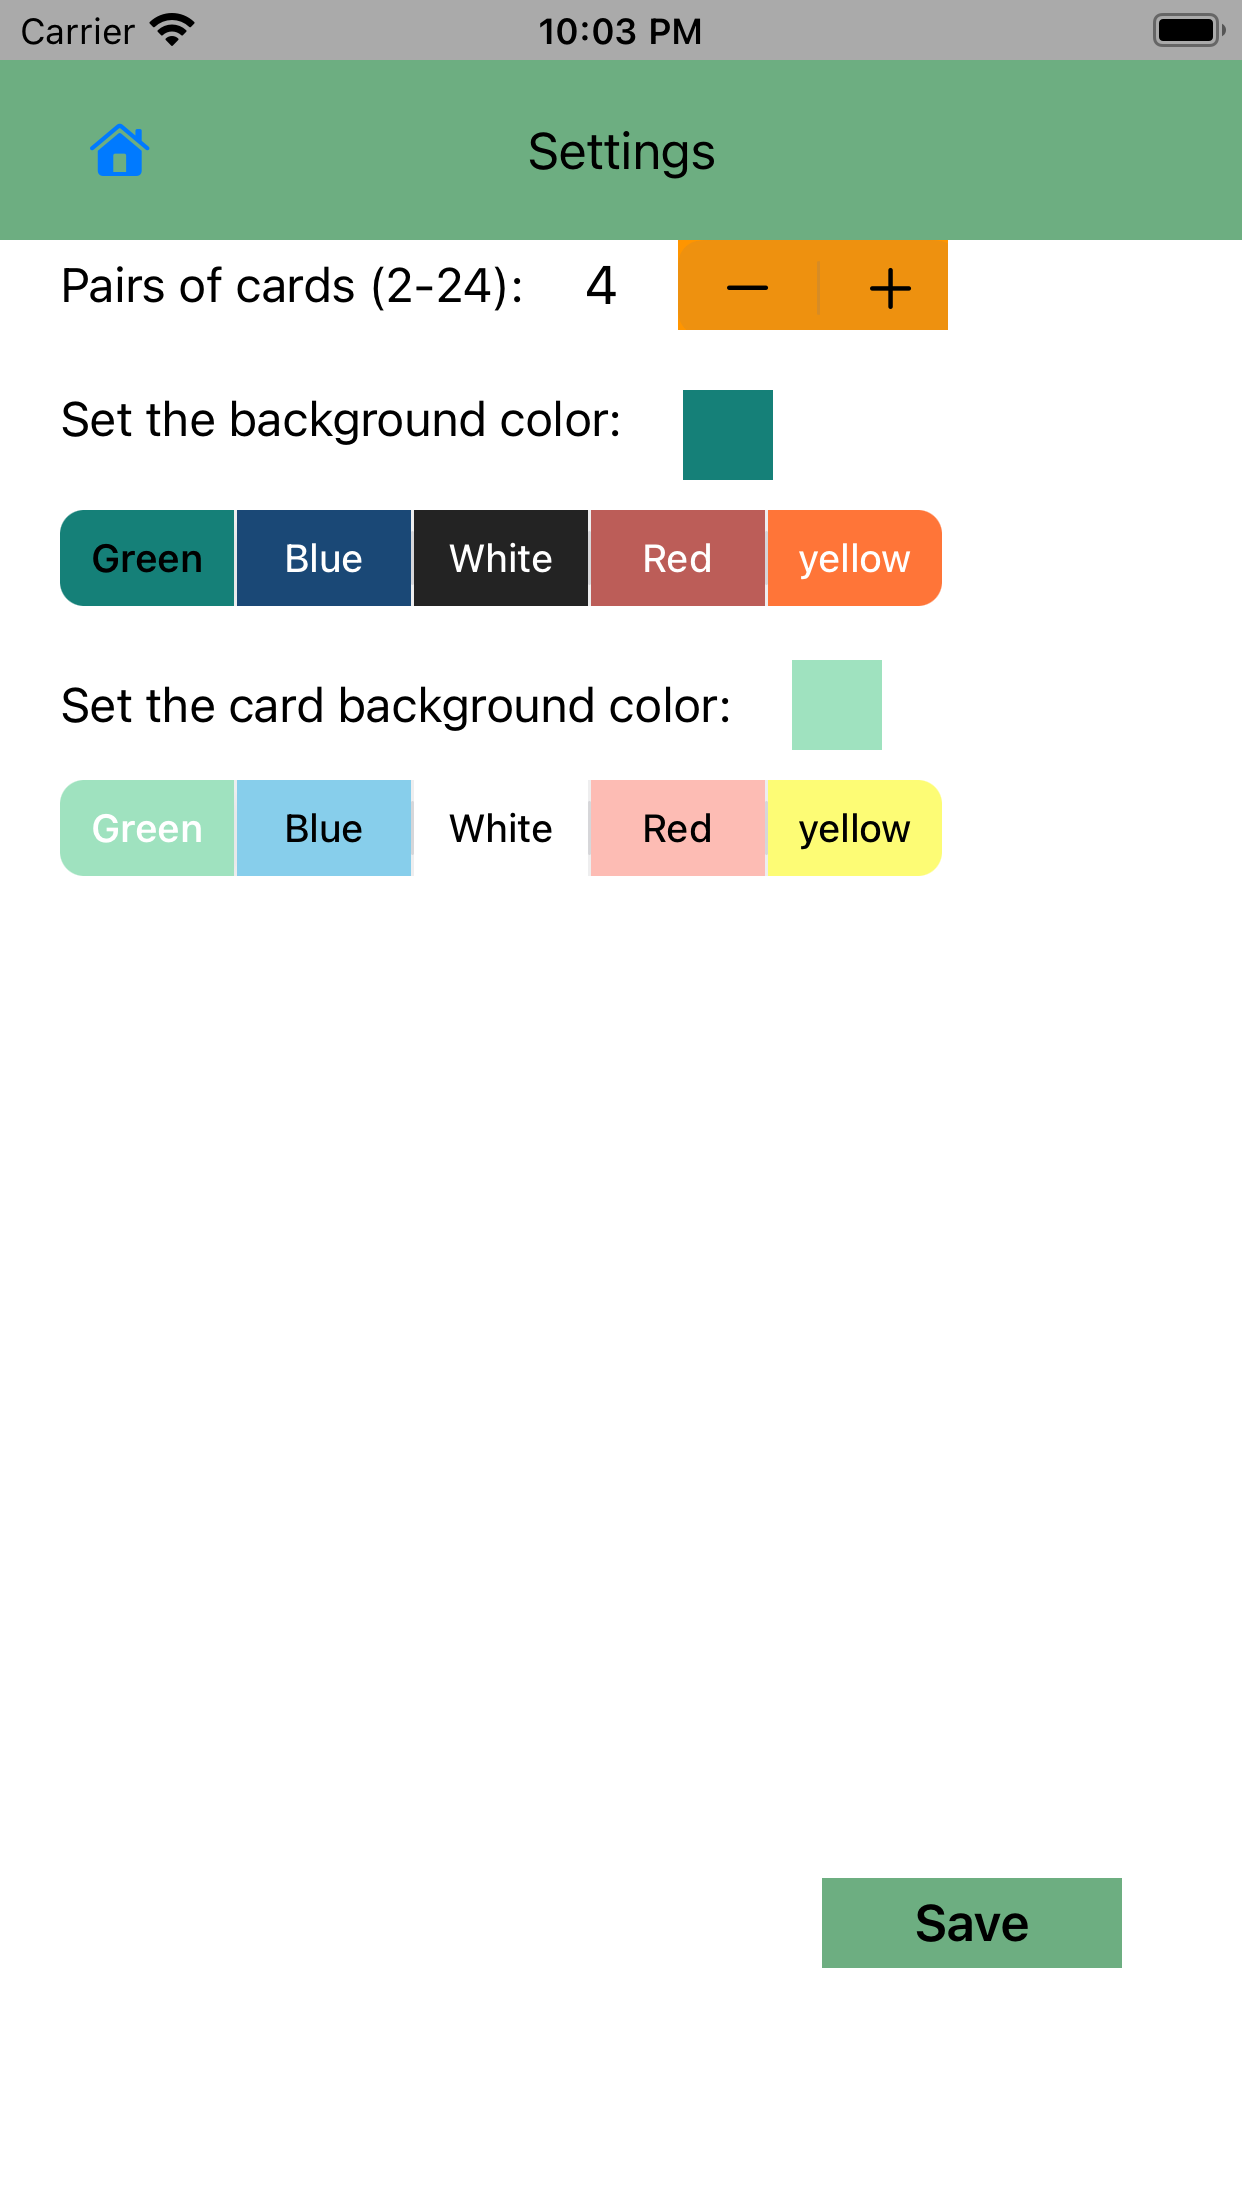 Carrier 10:03 PM
Settings
Pairs of cards (2-24): 4 − +
Set the background color:
Green Blue White Red yellow
Set the card background color:
Green Blue White Red yellow
Save